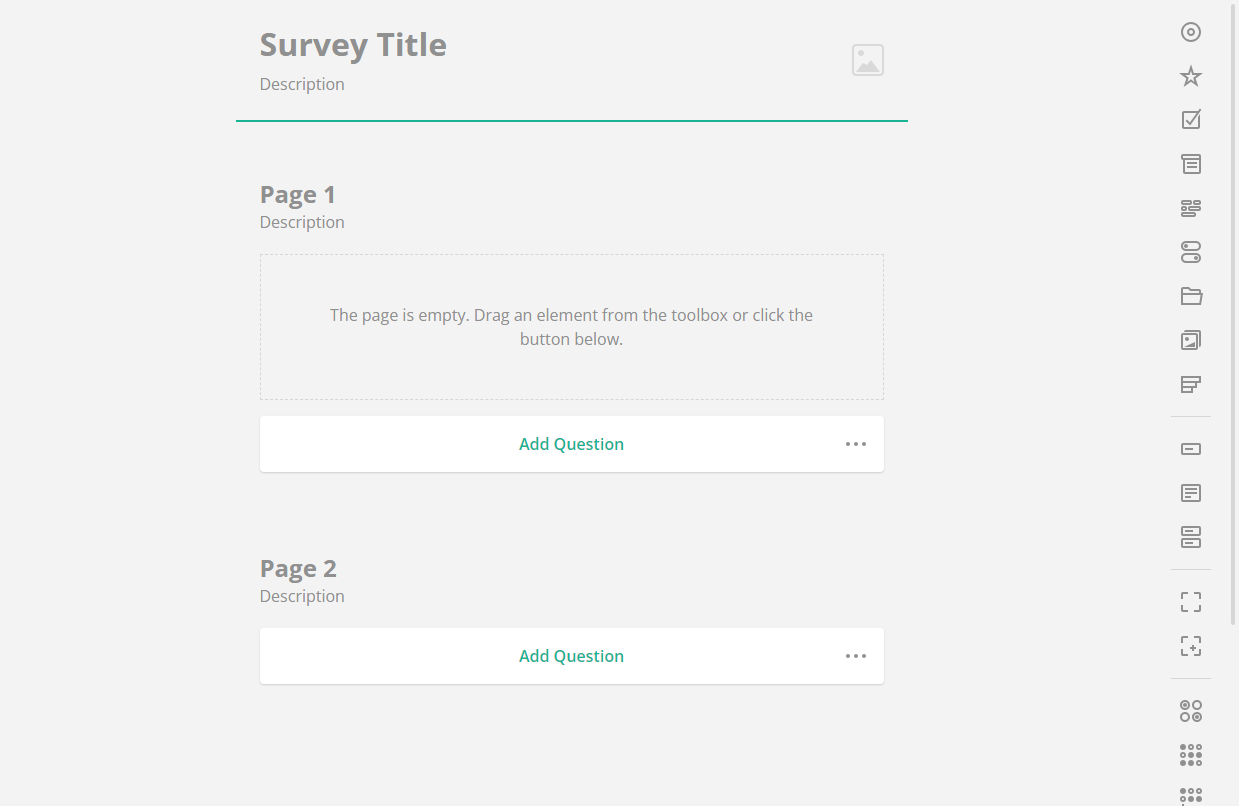 Survey Title
Description
Page 1
Description
The page is empty. Drag an element from the toolbox or click the
button below.
Add Question
Page 2
Description
Add Question